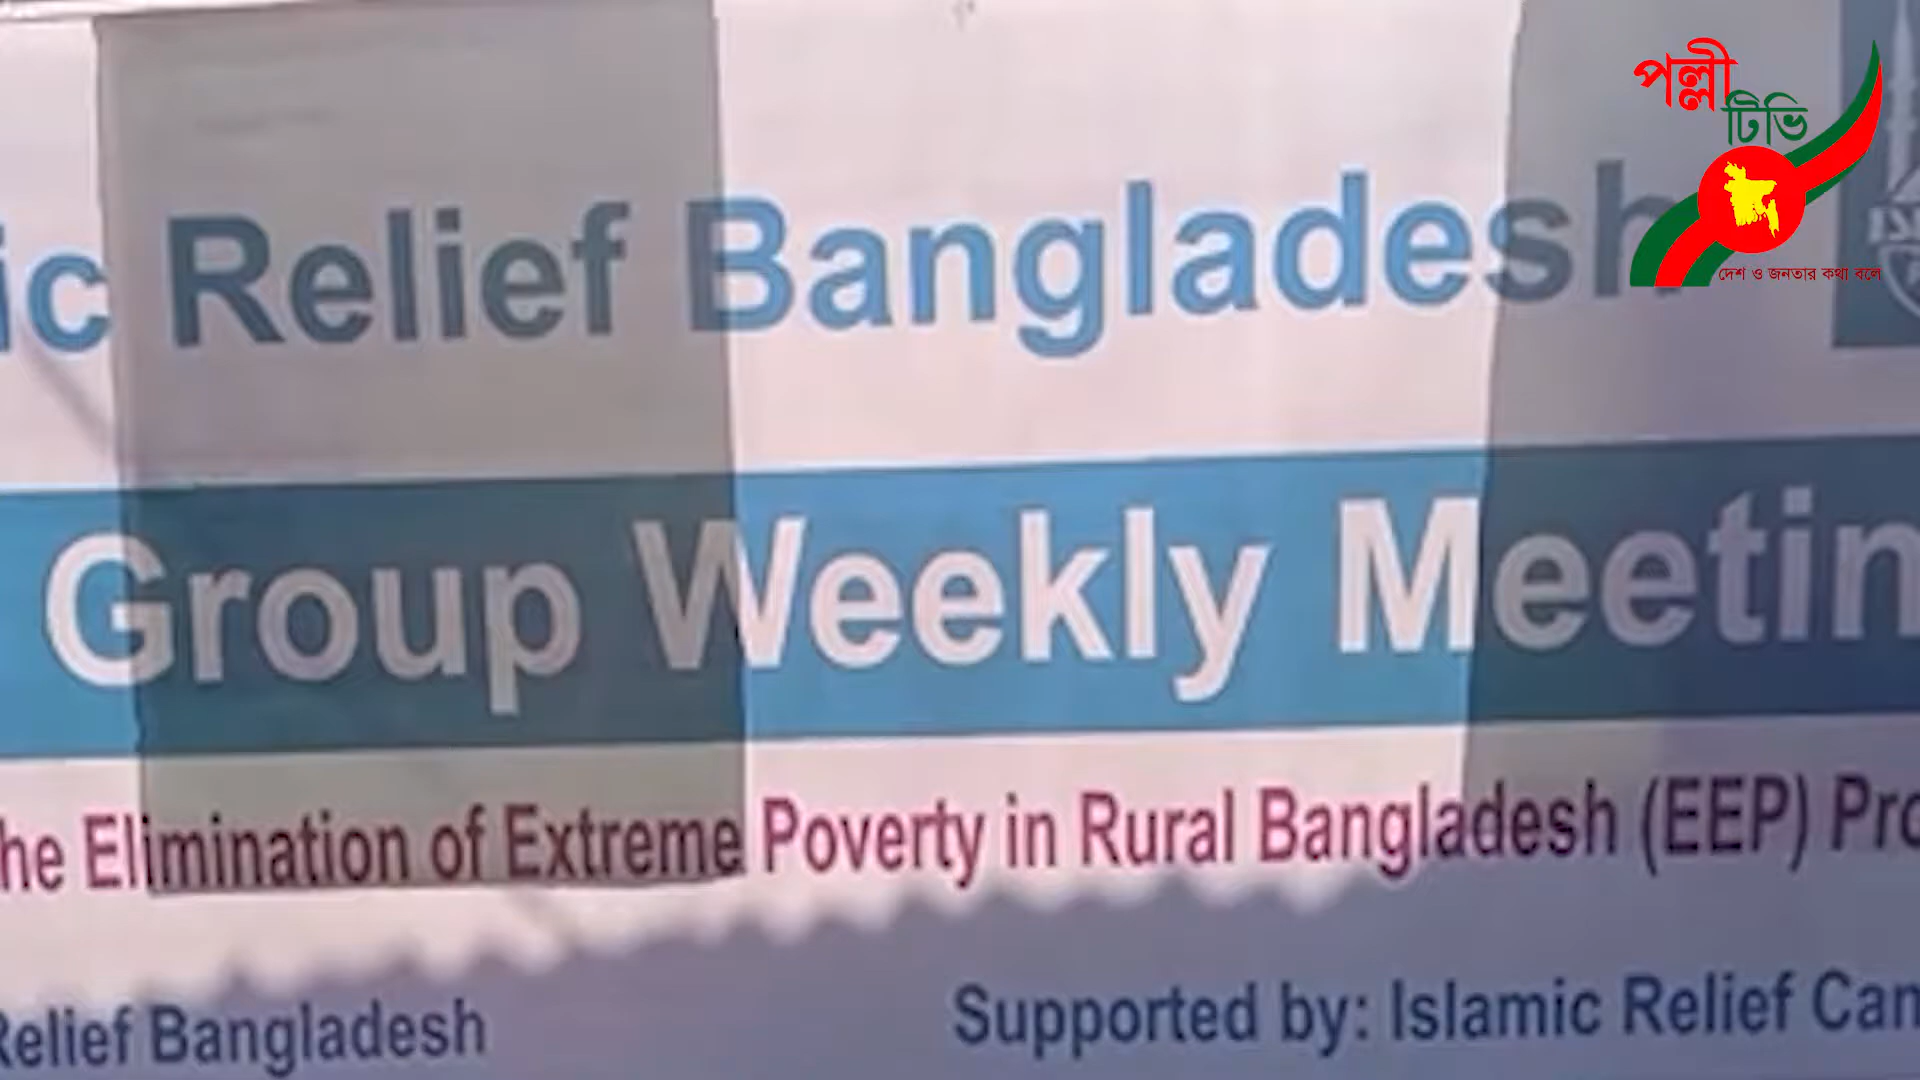 ic Relief Bangladesh
Group Weekly Meetin
he Elimination of Extreme Poverty in Rural Bangladesh (EEP) Pro
Relief Bangladesh
Supported by: Islamic Relief Can
পল্লী
টিভি
দেশ ও জনতার কথা বলে